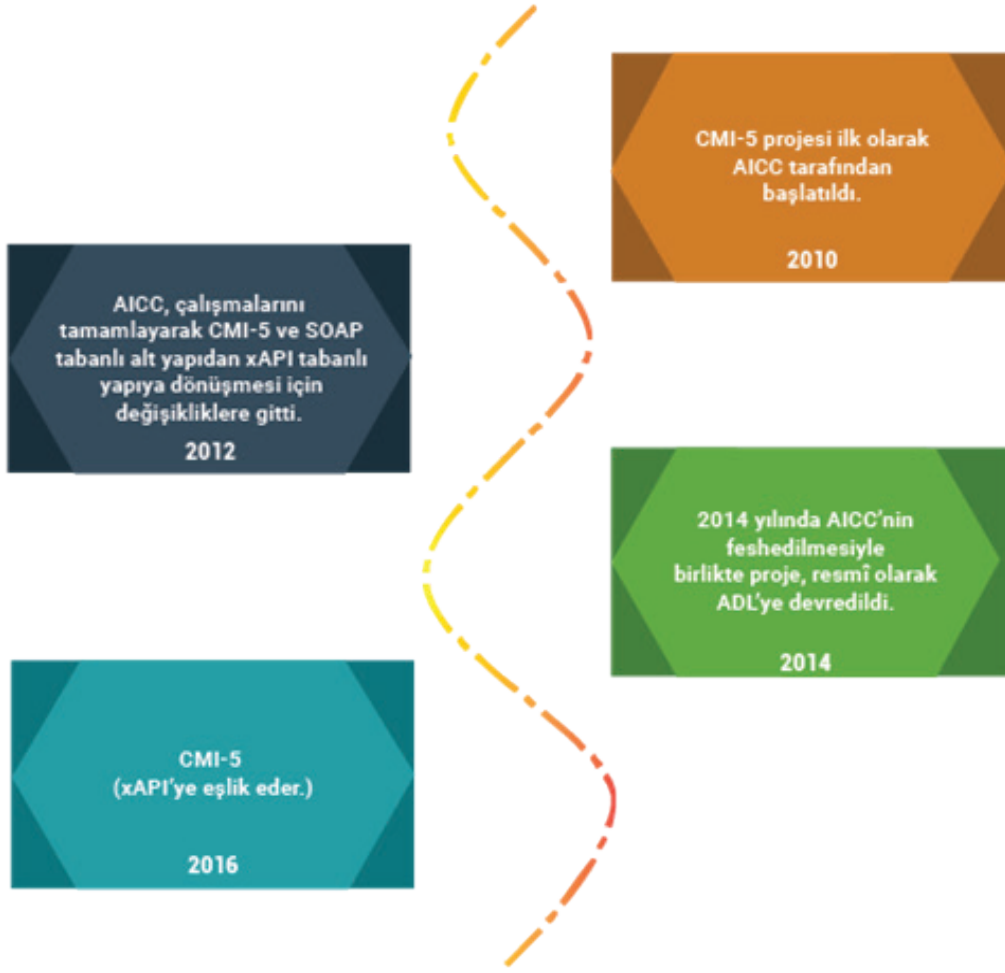 CMI-5 projesi ilk olarak
AICC tarafından
başlatıldı.
2010
AICC, çalışmalarını
tamamlayarak CMI-5 ve SOAP
tabanlı alt yapıdan xAPI tabanlı
yapıya dönüşmesi için
değişikliklere gitti.
2012
2014 yılında AICC’nin
feshedilmesiyle
birlikte proje, resmî olarak
ADL’ye devredildi.
2014
CMI-5
(xAPI’ye eşlik eder.)
2016